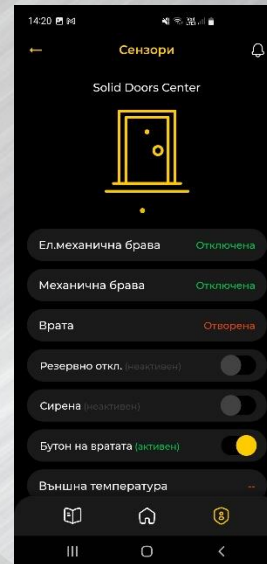 14:20
Сензори
Solid Doors Center
Ел.механична брава Отключена
Механична брава Отключена
Врата Отворена
Резервно откл. (неактивен)
Сирена (неактивен)
Бутон на вратата (активен)
Външна температура --